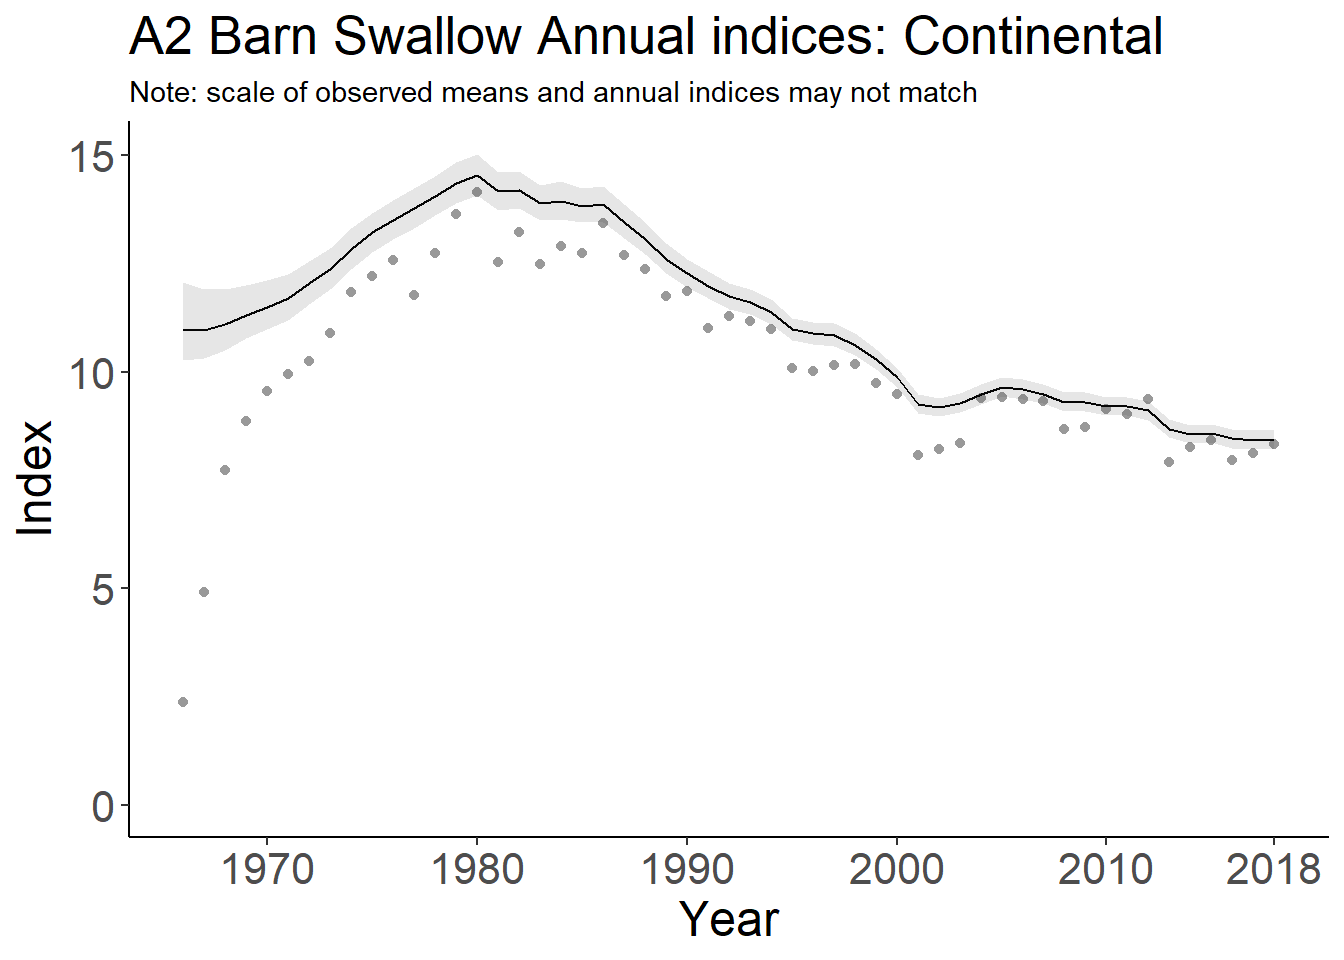 A2 Barn Swallow Annual indices: Continental
Note: scale of observed means and annual indices may not match
15
10
5
0
Index
1970 1980 1990 2000 2010 2018
Year